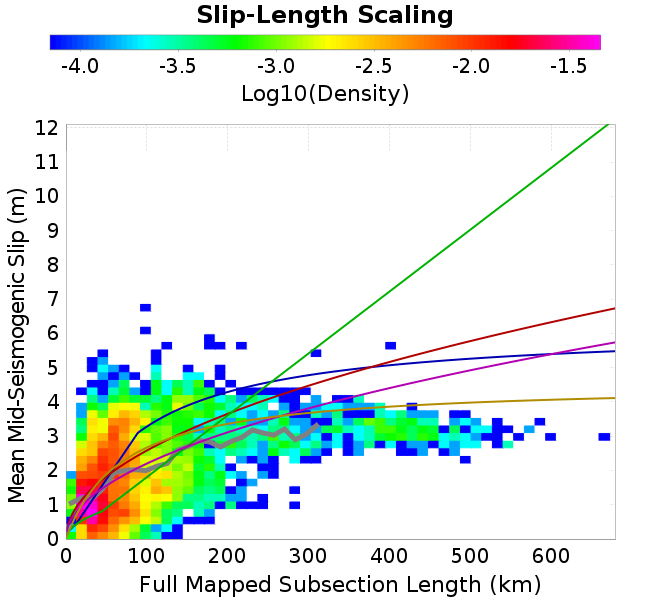 Slip-Length Scaling
-4.0 -3.5 -3.0 -2.5 -2.0 -1.5
Log10(Density)
12
11
10
9
8
7
6
5
4
3
2
1
0
Mean Mid-Seismogenic Slip (m)
0 100 200 300 400 500 600
Full Mapped Subsection Length (km)